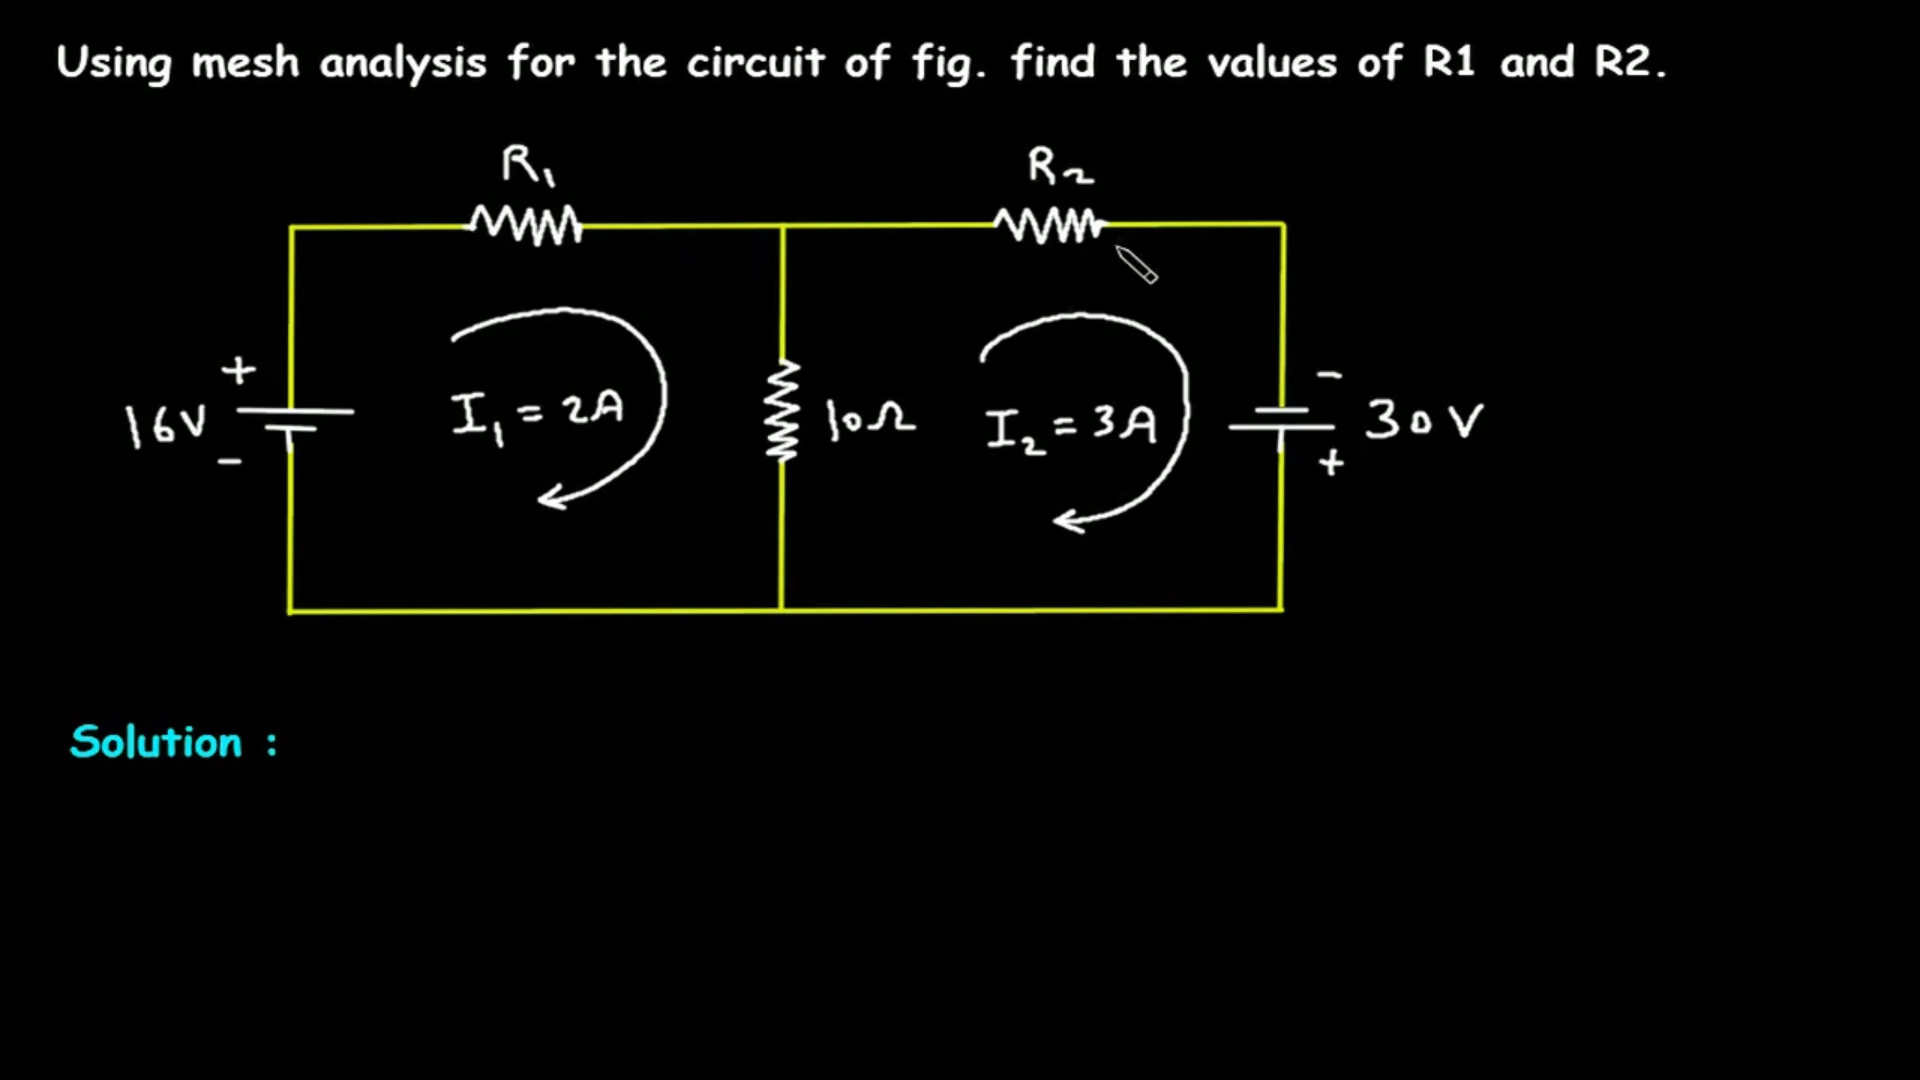 Using mesh analysis for the circuit of fig. find the values of R1 and R2.
R₁ R₂
+ -
16V I₁ = 2A 10Ω I₂ = 3A 30V
- +
Solution :